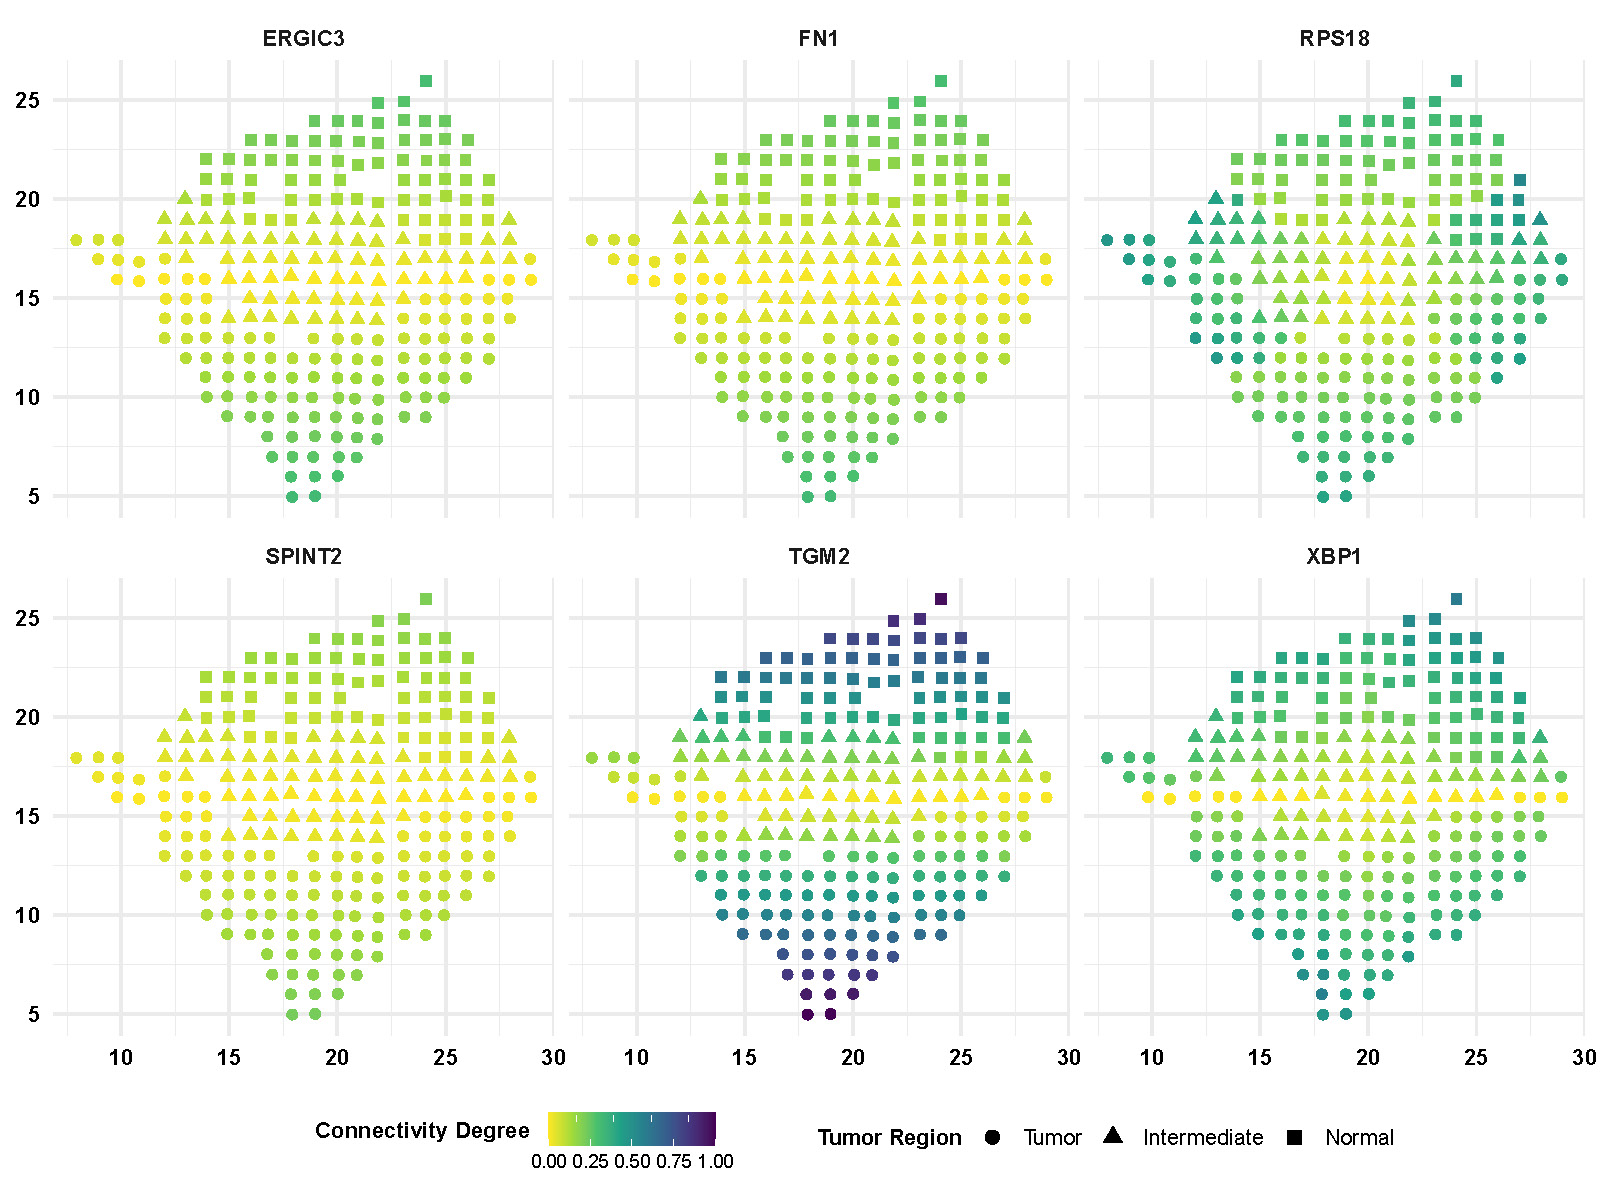 ERGIC3 FN1 RPS18
25
20
15
10
5
SPINT2 TGM2 XBP1
25
20
15
10
5
10 15 20 25 30 10 15 20 25 30 10 15 20 25 30
Connectivity Degree Tumor Region Tumor Intermediate Normal
0.00 0.25 0.50 0.75 1.00